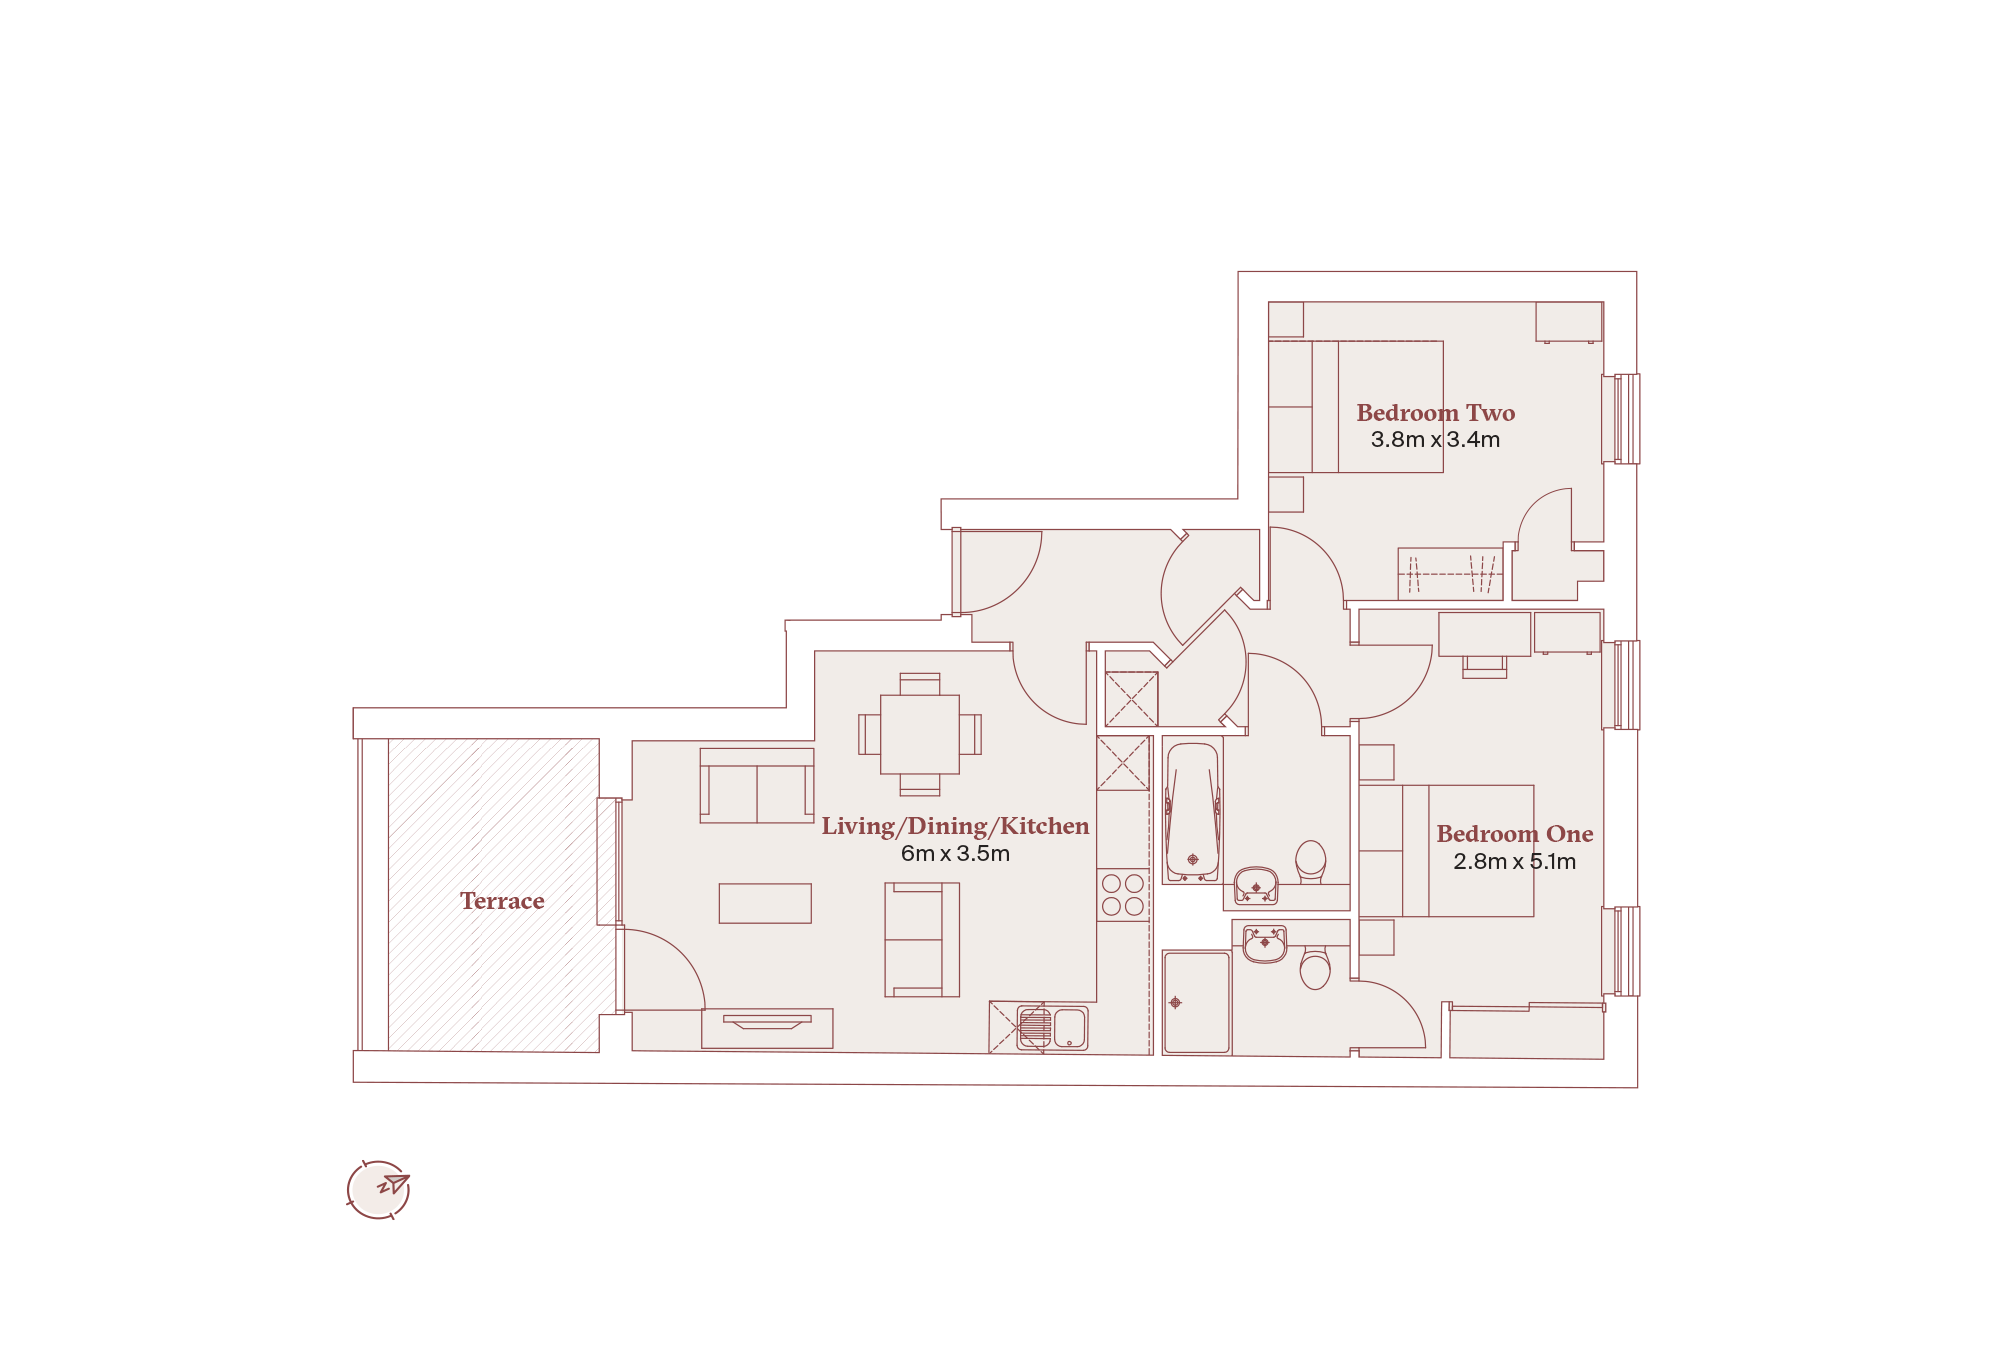 Bedroom Two
3.8m x 3.4m
Living/Dining/Kitchen
6m x 3.5m
Bedroom One
2.8m x 5.1m
Terrace
N